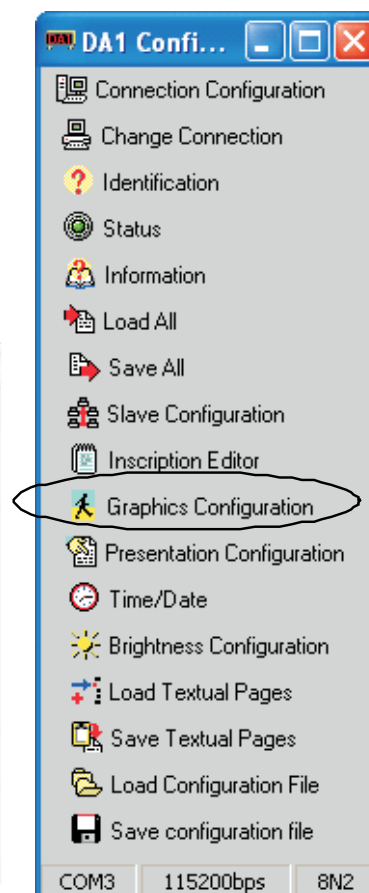 DA1 Confi...
Connection Configuration
Change Connection
Identification
Status
Information
Load All
Save All
Slave Configuration
Inscription Editor
Graphics Configuration
Presentation Configuration
Time/Date
Brightness Configuration
Load Textual Pages
Save Textual Pages
Load Configuration File
Save configuration file
COM3 115200bps 8N2